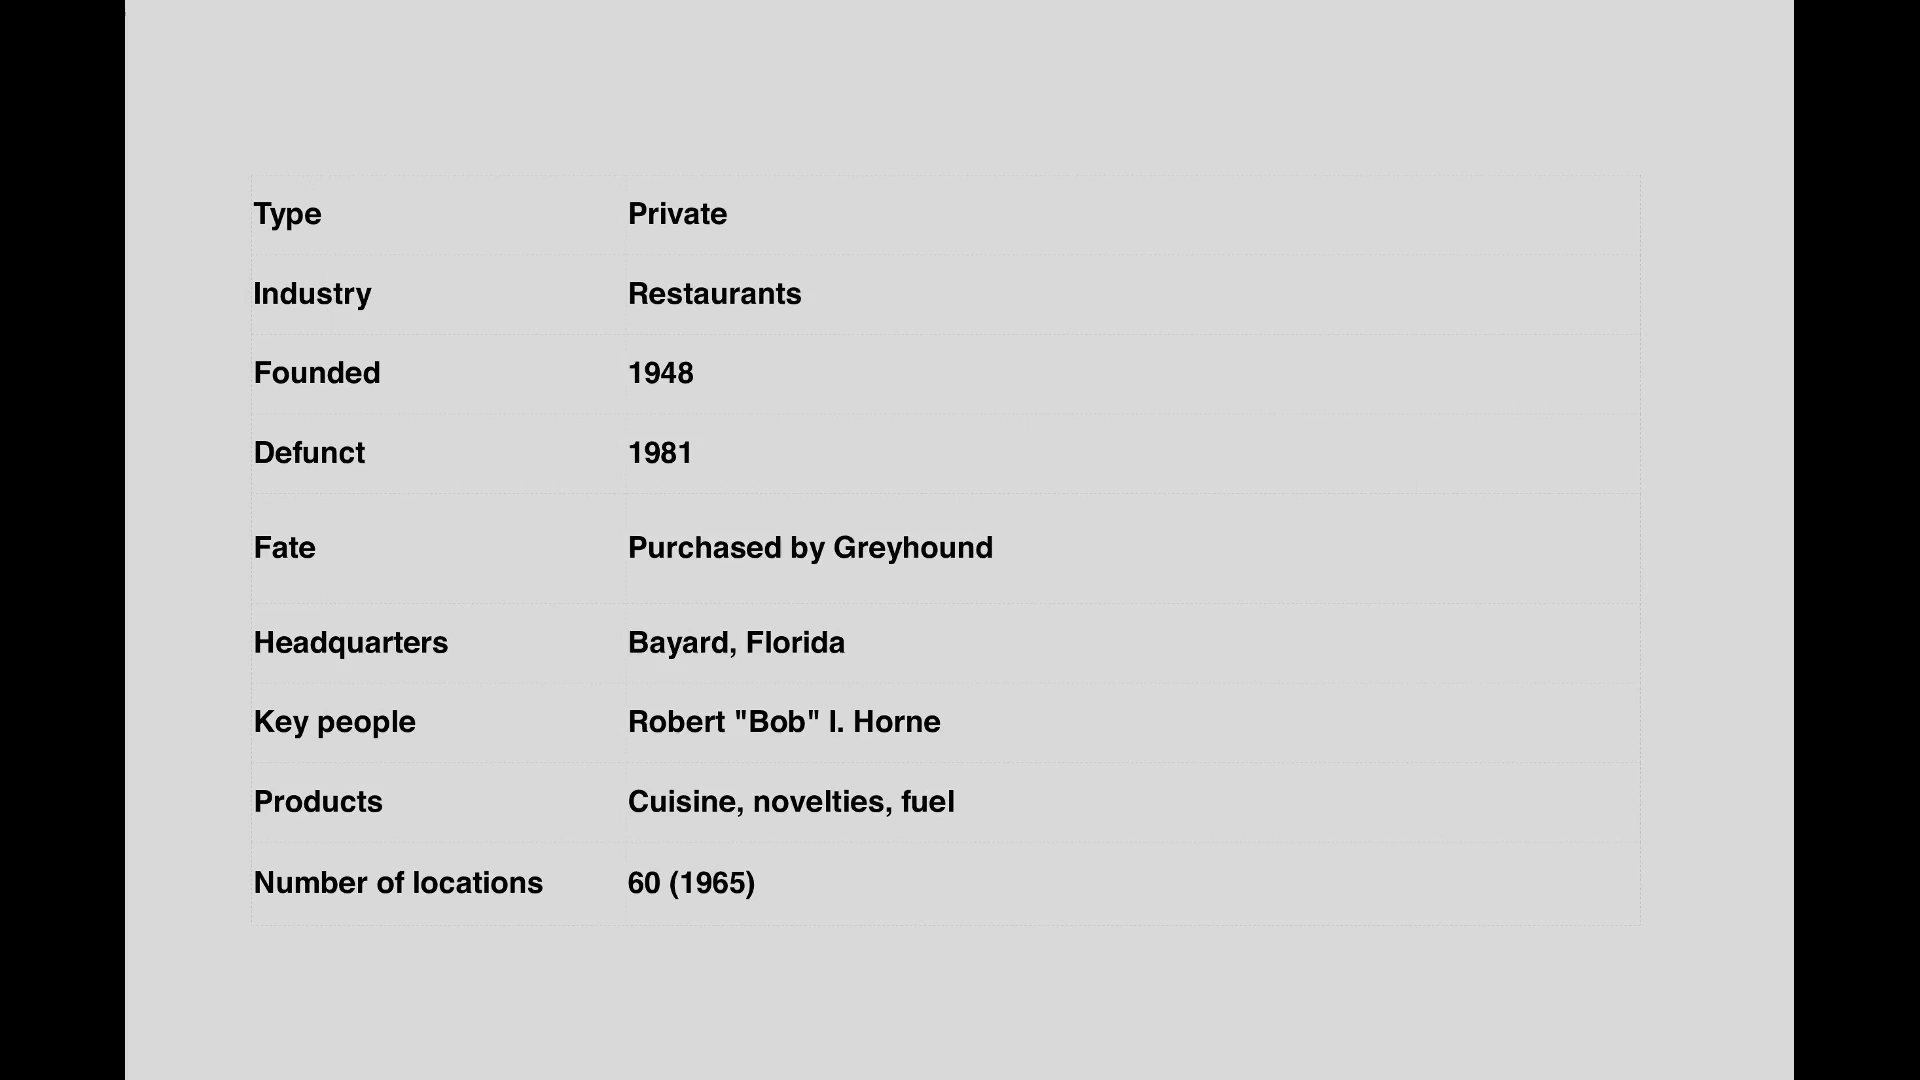 Type Private
Industry Restaurants
Founded 1948
Defunct 1981
Fate Purchased by Greyhound
Headquarters Bayard, Florida
Key people Robert "Bob" I. Horne
Products Cuisine, novelties, fuel
Number of locations 60 (1965)